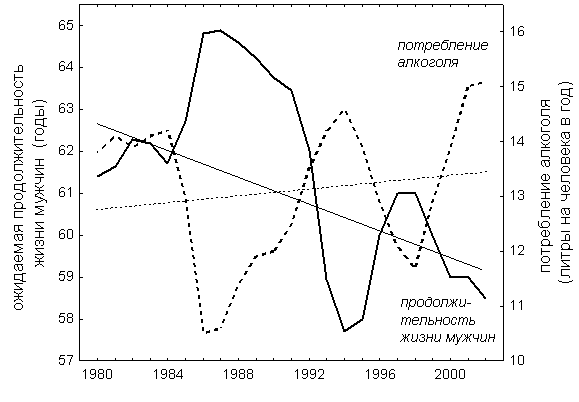 ожидаемая продолжительность
жизни мужчин (годы)
65
64
63
62
61
60
59
58
57
потребление
алкоголя
продолжи-
тельность
жизни мужчин
16
15
14
13
12
11
10
потребление алкоголя
(литры на человека в год)
1980
1984
1988
1992
1996
2000